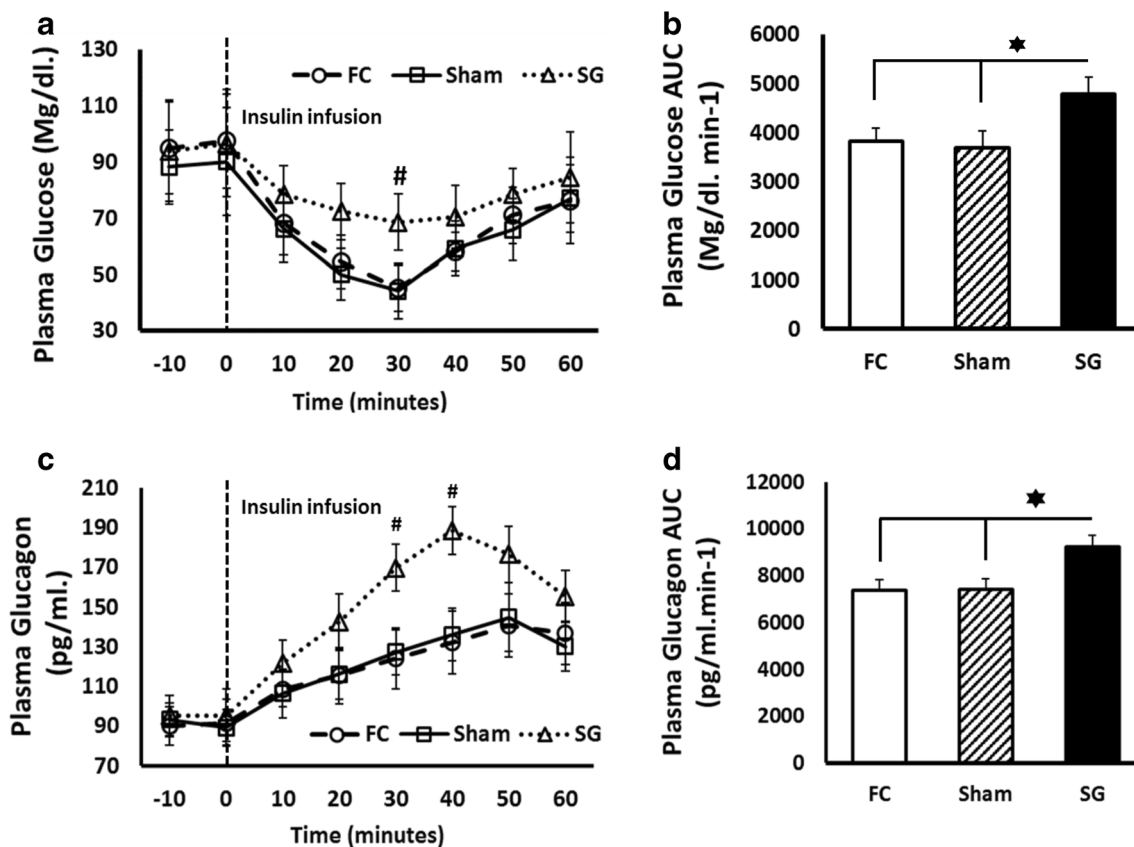 a
130
110
90
70
50
30
Plasma Glucose (Mg/dl.)
FC Sham SG
Insulin infusion
#
-10 0 10 20 30 40 50 60
Time (minutes)
b
6000
5000
4000
3000
2000
1000
0
Plasma Glucose AUC
(Mg/dl. min-1)
FC Sham SG
c
210
190
170
150
130
110
90
70
Plasma Glucagon
(pg/ml.)
Insulin infusion
# #
FC Sham SG
-10 0 10 20 30 40 50 60
Time (minutes)
d
12000
10000
8000
6000
4000
2000
0
Plasma Glucagon AUC
(pg/ml.min-1)
FC Sham SG